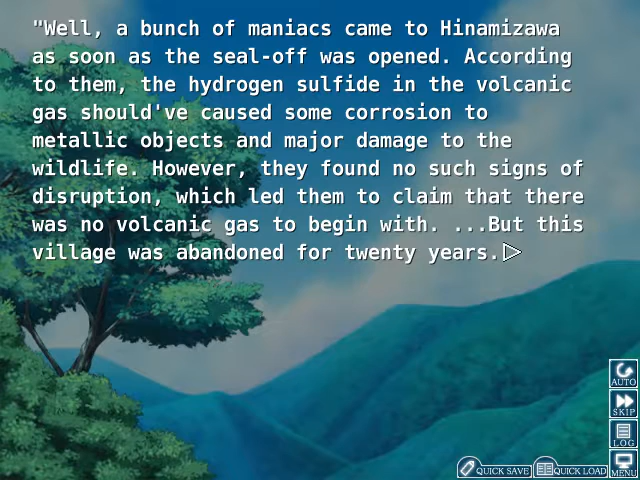 "Well, a bunch of maniacs came to Hinamizawa
as soon as the seal-off was opened. According
to them, the hydrogen sulfide in the volcanic
gas should've caused some corrosion to
metallic objects and major damage to the
wildlife. However, they found no such signs of
disruption, which led them to claim that there
was no volcanic gas to begin with. ...But this
village was abandoned for twenty years.
AUTO
SKIP
LOG
MENU
QUICK SAVE
QUICK LOAD